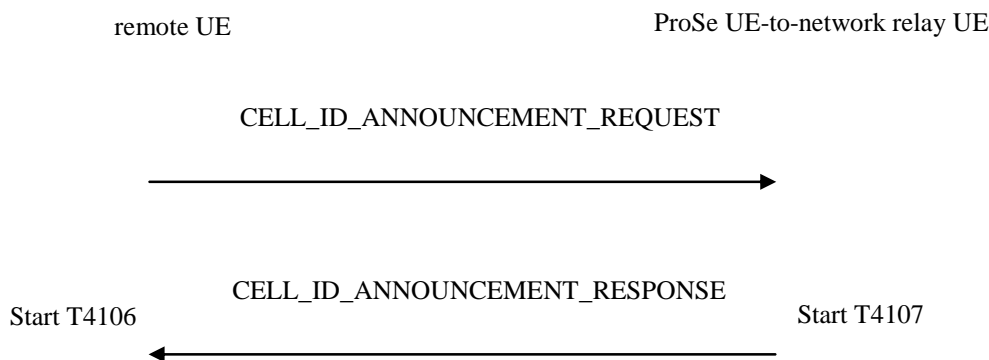 remote UE
ProSe UE-to-network relay UE
CELL_ID_ANNOUNCEMENT_REQUEST
CELL_ID_ANNOUNCEMENT_RESPONSE
Start T4106
Start T4107